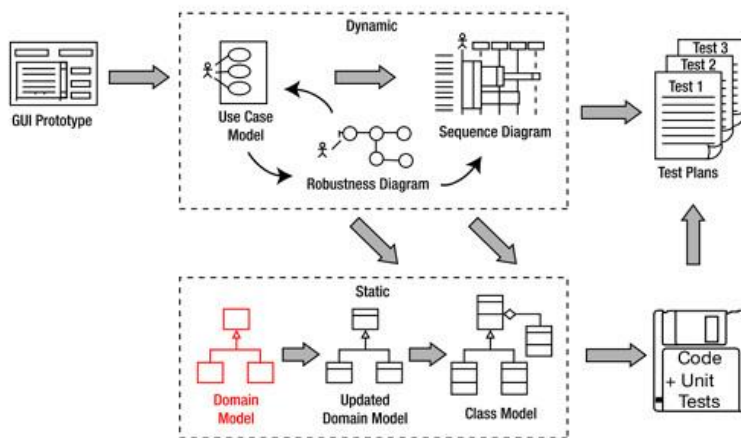 Dynamic
GUI Prototype
Use Case
Model
Sequence Diagram
Robustness Diagram
Test 3
Test 2
Test 1
Test Plans
Static
Domain
Model
Updated
Domain Model
Class Model
Code
+ Unit
Tests